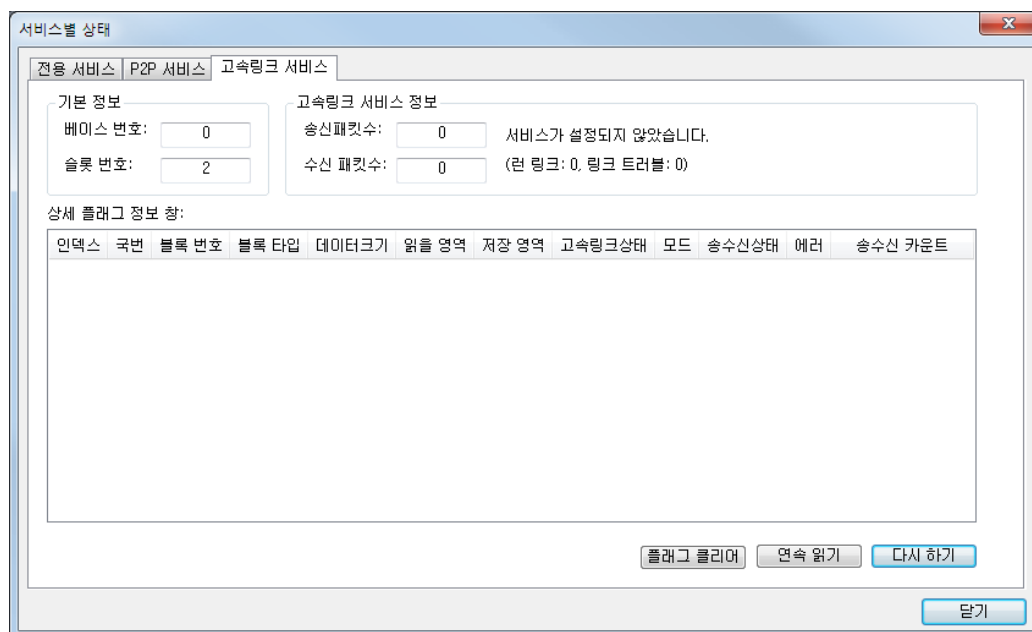 서비스별 상태
전용 서비스 P2P 서비스 고속링크 서비스
기본 정보
베이스 번호: 0
슬롯 번호: 2
고속링크 서비스 정보
송신패킷수: 0 서비스가 설정되지 않았습니다.
수신 패킷수: 0 (런 링크: 0, 링크 트러블: 0)
상세 플래그 정보 창:
인덱스 국번 블록 번호 블록 타입 데이터크기 읽을 영역 저장 영역 고속링크상태 모드 송수신상태 에러 송수신 카운트
플래그 클리어 연속 읽기 다시 하기
닫기